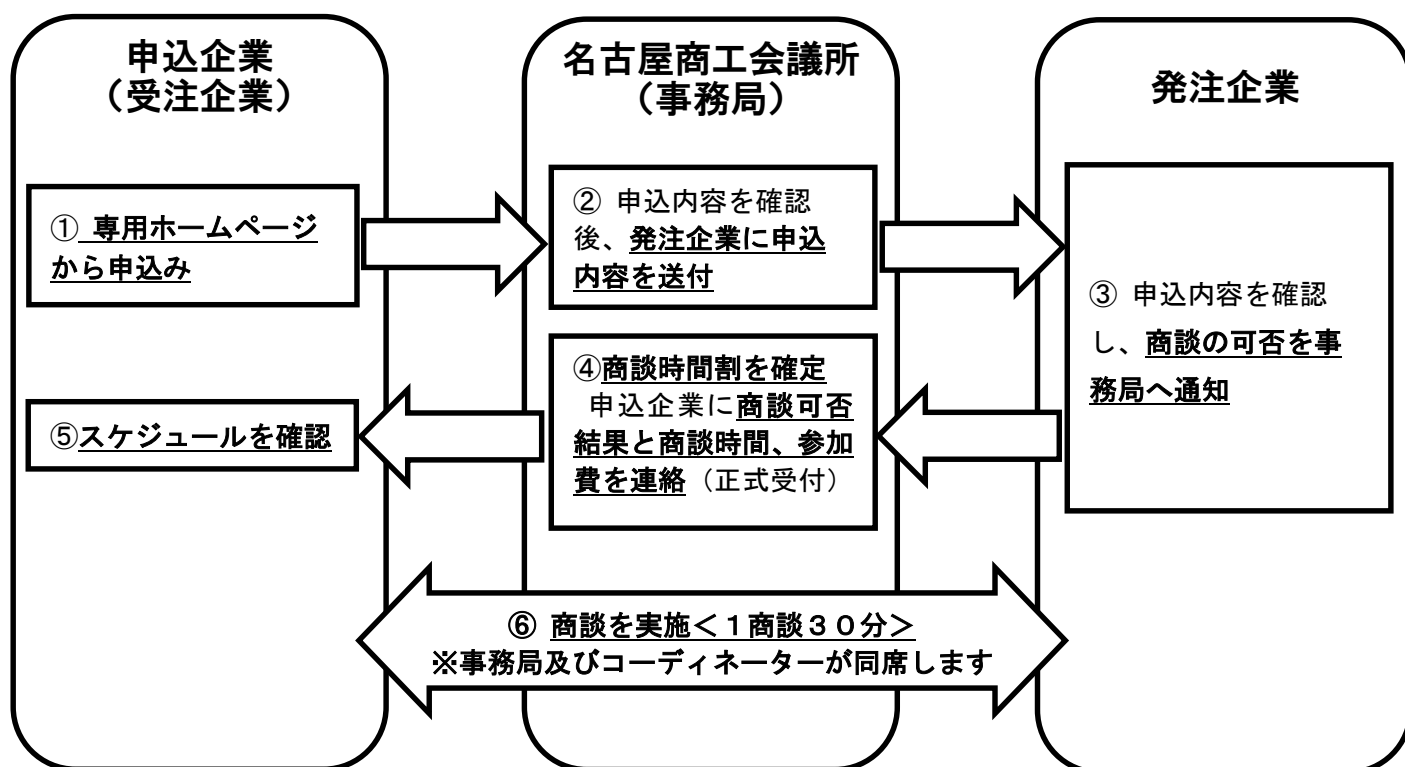 申込企業
（受注企業）
名古屋商工会議所
（事務局）
発注企業
① 専用ホームページ
から申込み
② 申込内容を確認
後、発注企業に申込
内容を送付
③ 申込内容を確認
し、商談の可否を事
務局へ通知
④商談時間割を確定
申込企業に商談可否
結果と商談時間、参加
費を連絡（正式受付）
⑤スケジュールを確認
⑥ 商談を実施＜１商談３０分＞
※事務局及びコーディネーターが同席します